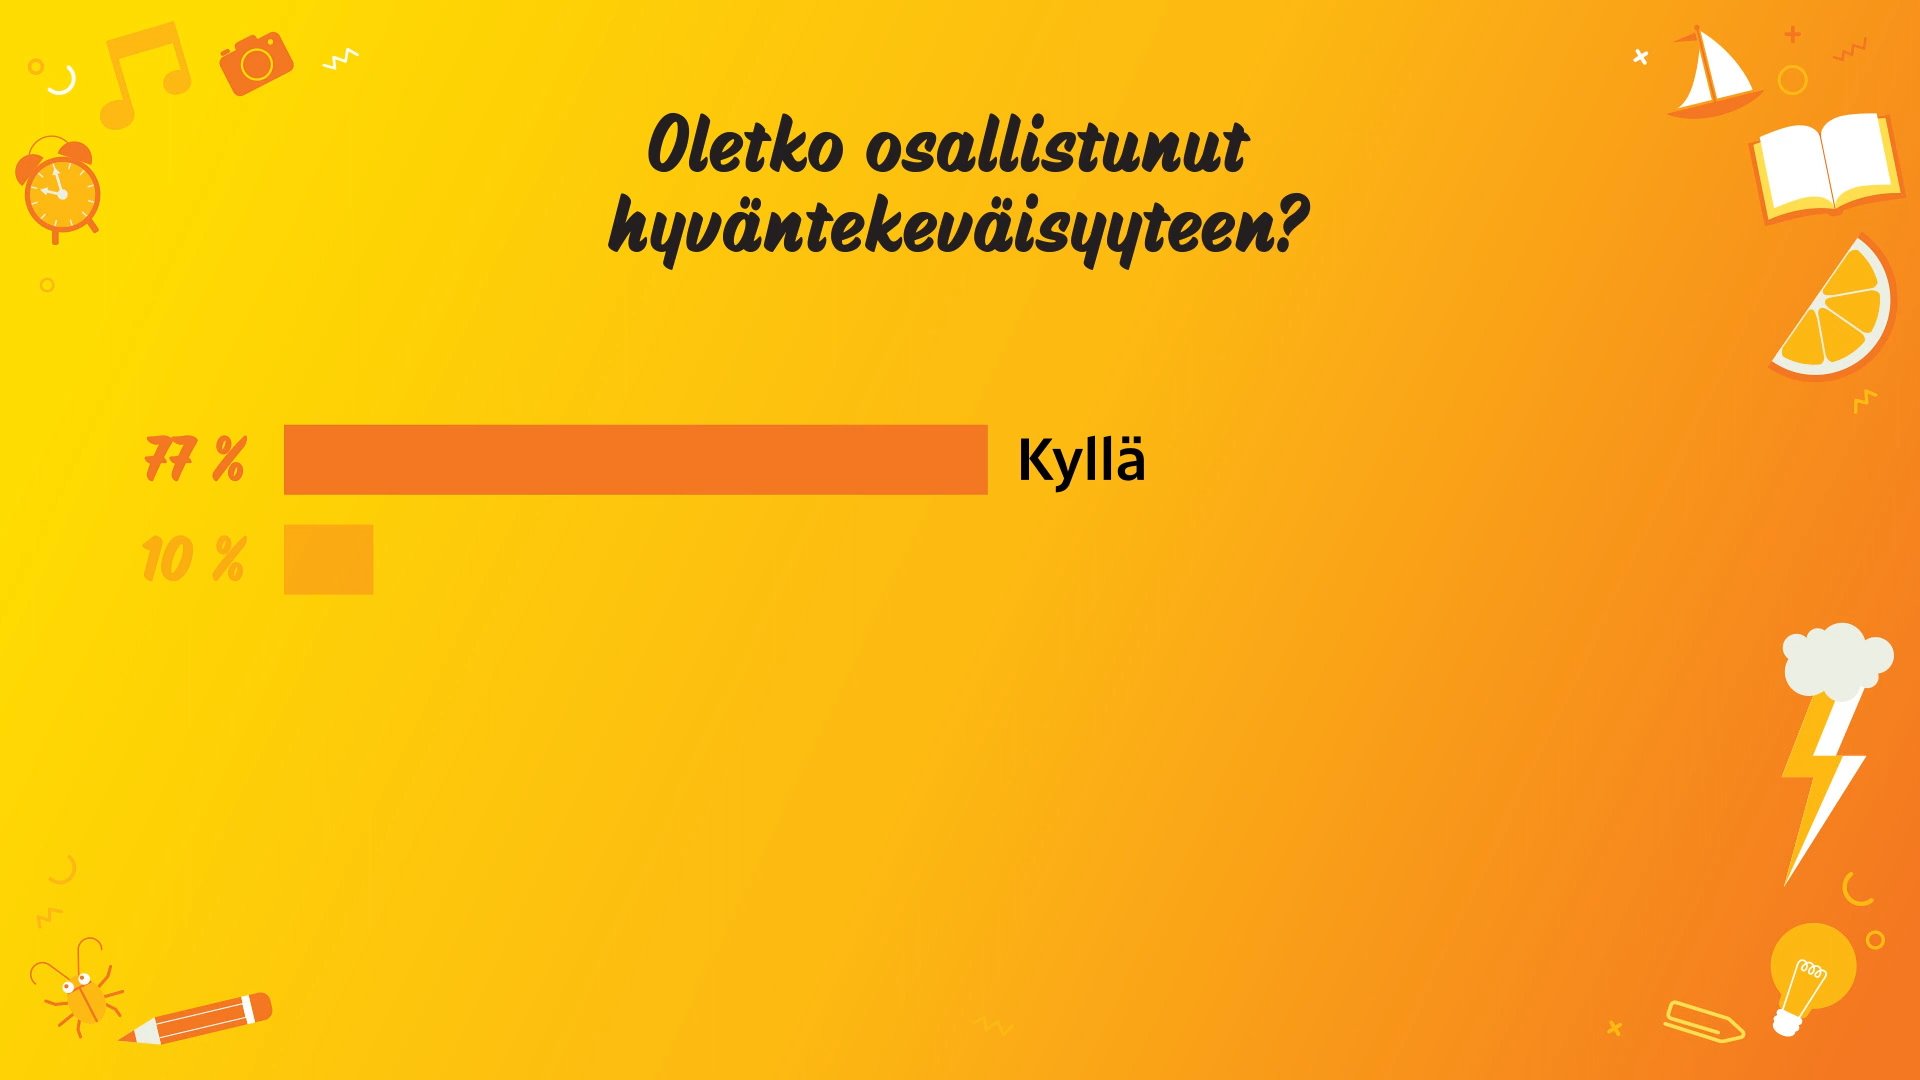 Oletko osallistunut
hyväntekeväisyyteen?
77 % Kyllä
10 %